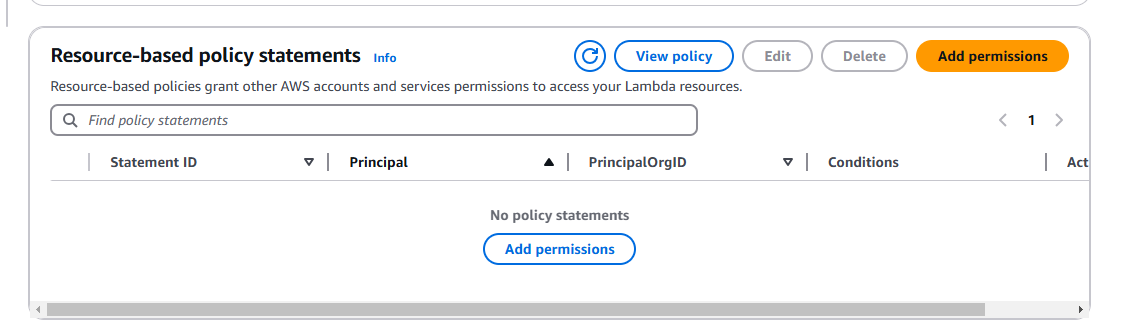 Resource-based policy statements Info View policy Edit Delete Add permissions
Resource-based policies grant other AWS accounts and services permissions to access your Lambda resources.
Find policy statements 1
Statement ID Principal PrincipalOrgID Conditions Act
No policy statements
Add permissions